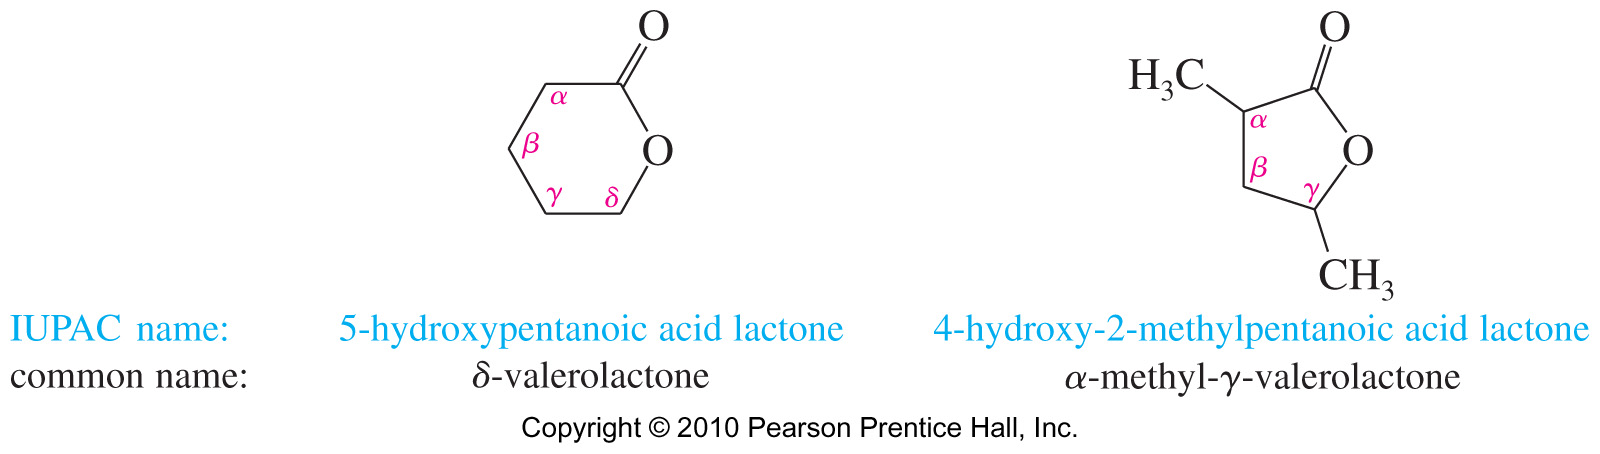 O
α
β
γ
δ
O
O
H₃C
α
β
γ
O
CH₃
IUPAC name: 5-hydroxypentanoic acid lactone 4-hydroxy-2-methylpentanoic acid lactone
common name: δ-valerolactone α-methyl-γ-valerolactone
Copyright © 2010 Pearson Prentice Hall, Inc.